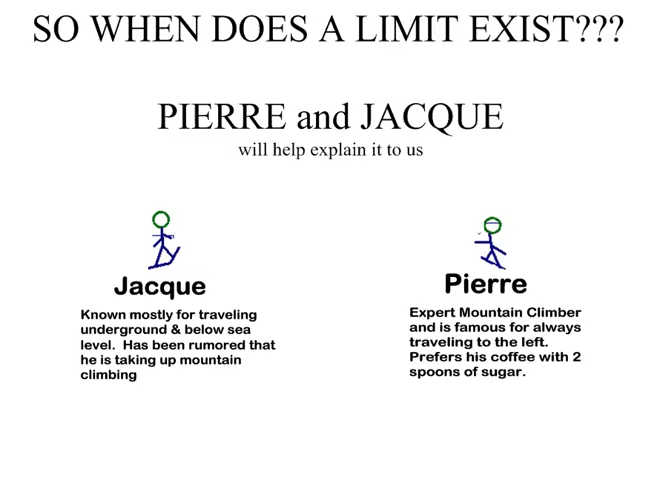 SO WHEN DOES A LIMIT EXIST???
PIERRE and JACQUE
will help explain it to us
Jacque
Known mostly for traveling
underground & below sea
level. Has been rumored that
he is taking up mountain
climbing
Pierre
Expert Mountain Climber
and is famous for always
traveling to the left.
Prefers his coffee with 2
spoons of sugar.